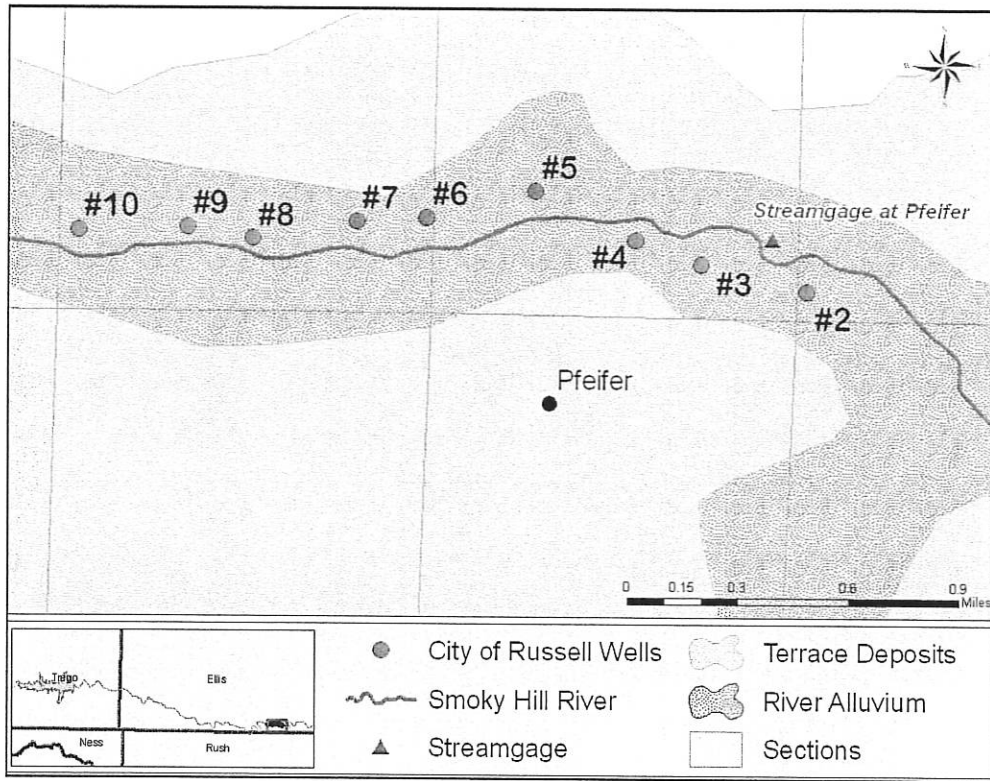 #10
#9
#8
#7
#6
#5
Streamgage at Pfeifer
#4
#3
#2
Pfeifer
0 0.15 0.3 0.6 0.9
Miles
Trego
Ellis
Ness
Rush
City of Russell Wells
Smoky Hill River
Streamgage
Terrace Deposits
River Alluvium
Sections